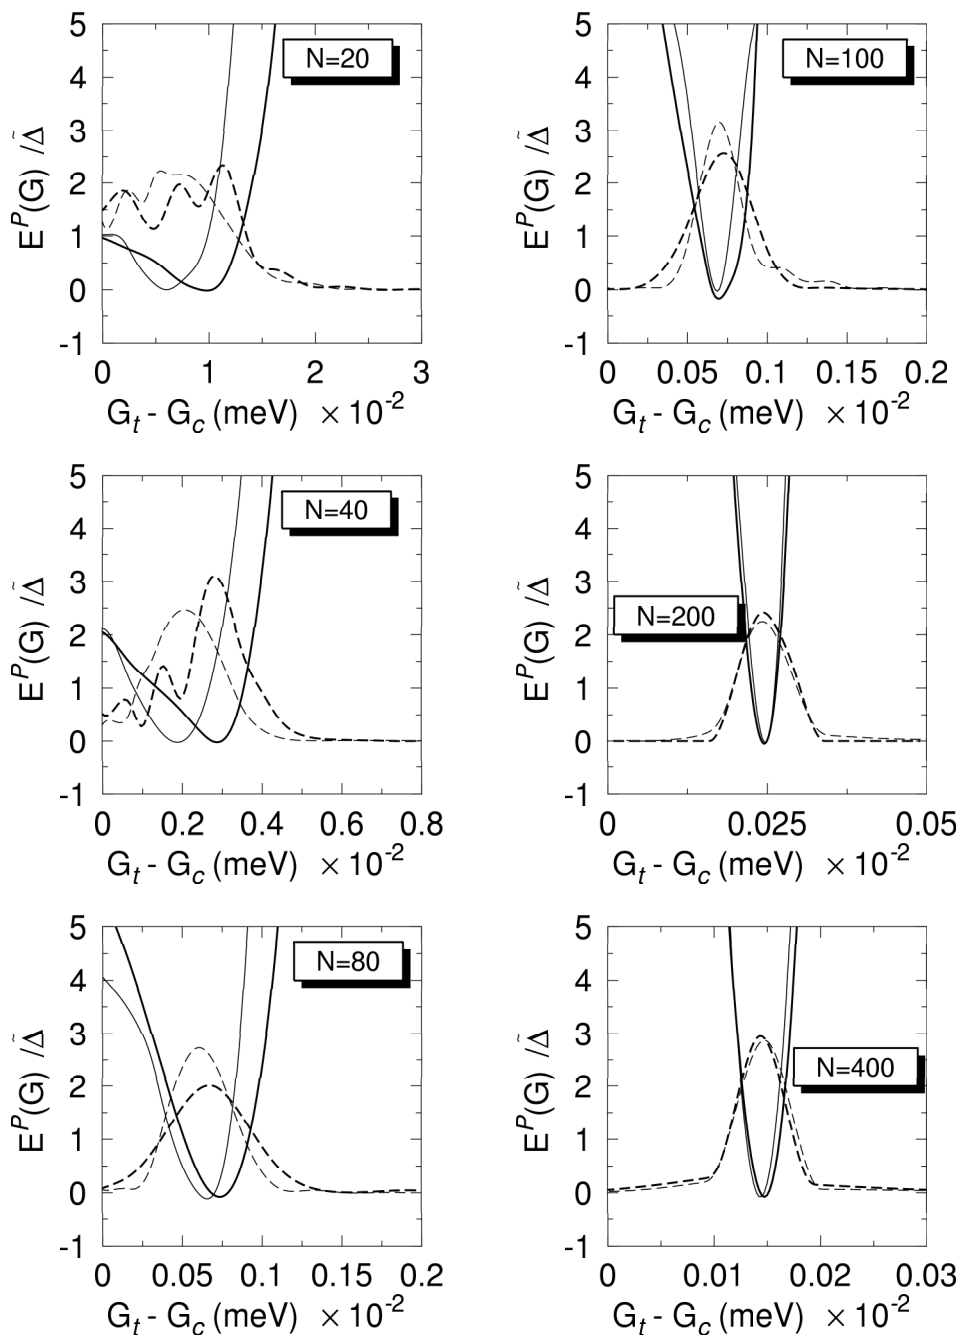 N=20
5
4
3
2
1
0
-1
E^P(G) /Δ̃
0 1 2 3
G_t - G_c (meV) × 10^-2
N=100
5
4
3
2
1
0
-1
E^P(G) /Δ̃
0 0.05 0.1 0.15 0.2
G_t - G_c (meV) × 10^-2
N=40
5
4
3
2
1
0
-1
E^P(G) /Δ̃
0 0.2 0.4 0.6 0.8
G_t - G_c (meV) × 10^-2
N=200
5
4
3
2
1
0
-1
E^P(G) /Δ̃
0 0.025 0.05
G_t - G_c (meV) × 10^-2
N=80
5
4
3
2
1
0
-1
E^P(G) /Δ̃
0 0.05 0.1 0.15 0.2
G_t - G_c (meV) × 10^-2
N=400
5
4
3
2
1
0
-1
E^P(G) /Δ̃
0 0.01 0.02 0.03
G_t - G_c (meV) × 10^-2